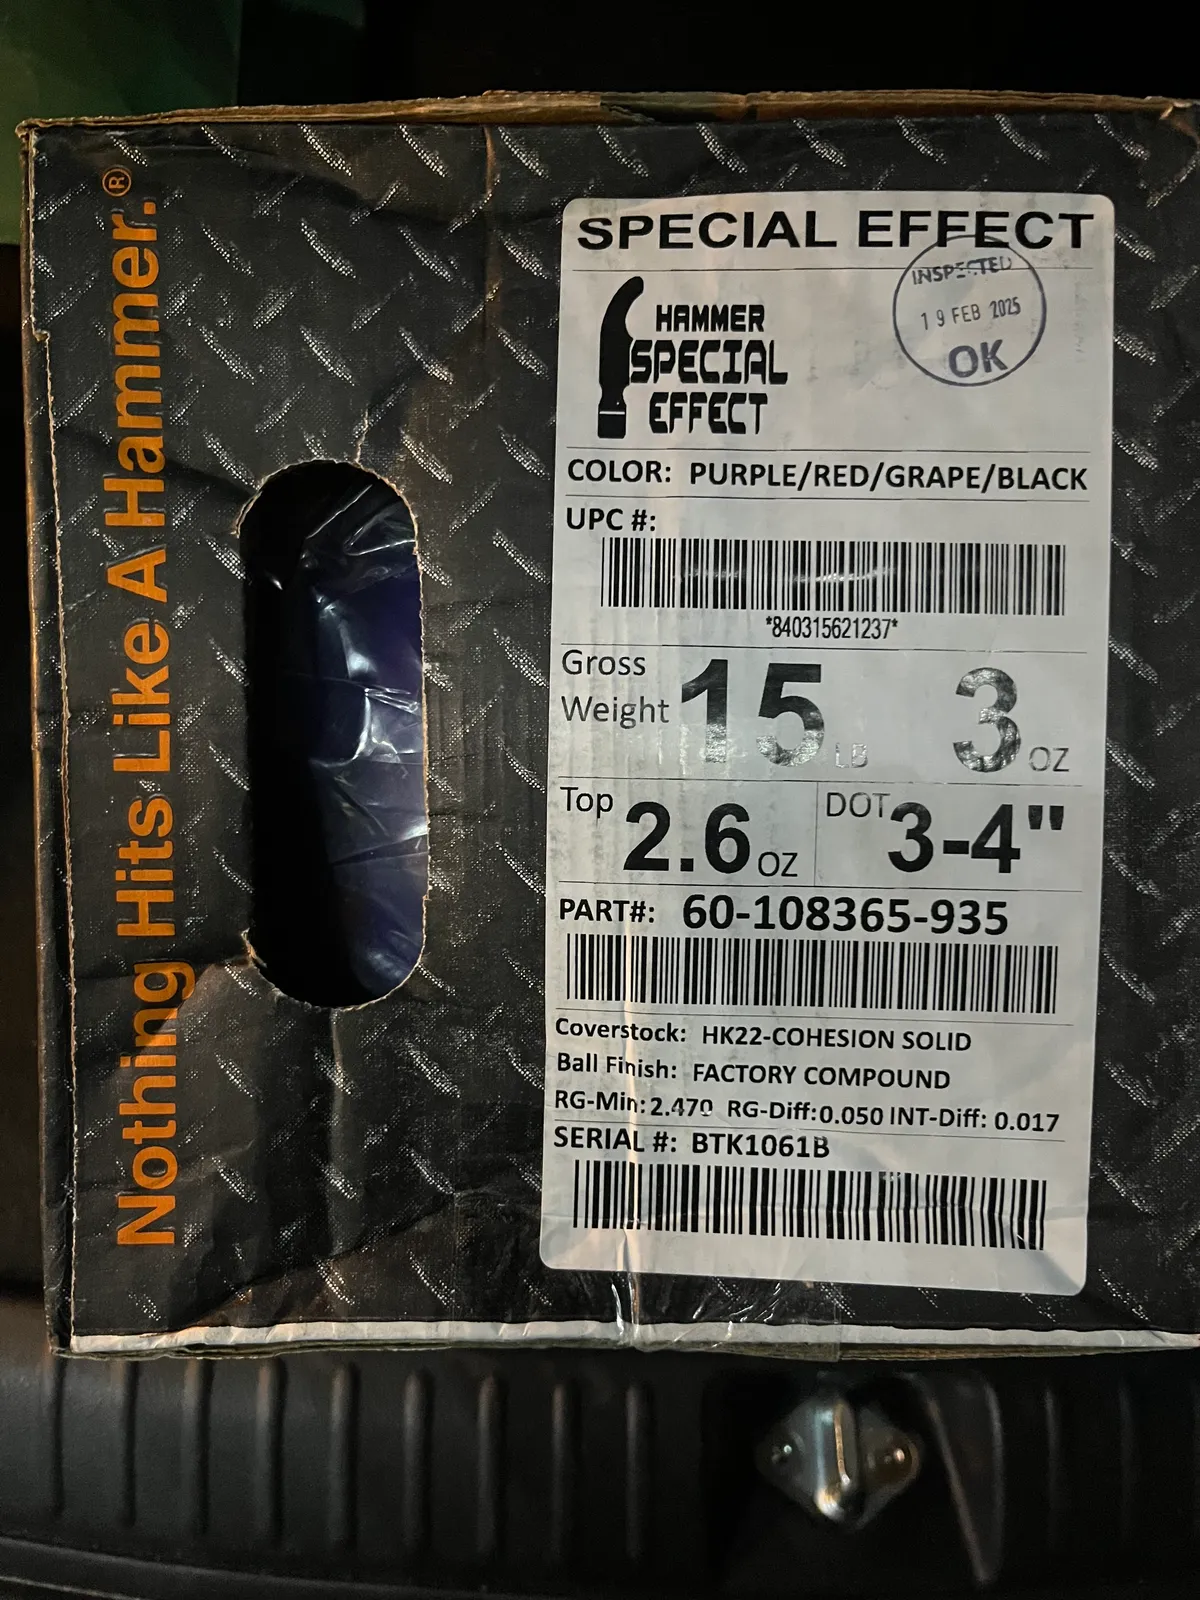 Nothing Hits Like A Hammer.®
SPECIAL EFFECT
INSPECTED
19 FEB 2025
OK
HAMMER
SPECIAL
EFFECT
COLOR: PURPLE/RED/GRAPE/BLACK
UPC #:
*840315621237*
Gross Weight 15 LB 3 OZ
Top 2.6 OZ DOT 3-4"
PART#: 60-108365-935
Coverstock: HK22-COHESION SOLID
Ball Finish: FACTORY COMPOUND
RG-Min: 2.470 RG-Diff: 0.050 INT-Diff: 0.017
SERIAL #: BTK1061B